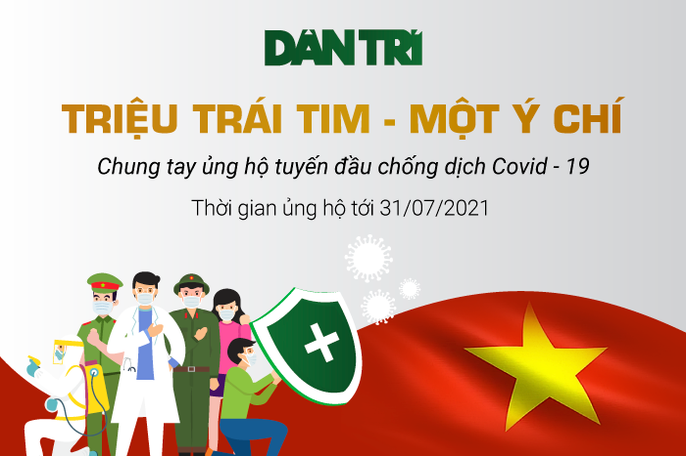 DÂN TRÍ
TRIỆU TRÁI TIM - MỘT Ý CHÍ
Chung tay ủng hộ tuyến đầu chống dịch Covid - 19
Thời gian ủng hộ tới 31/07/2021